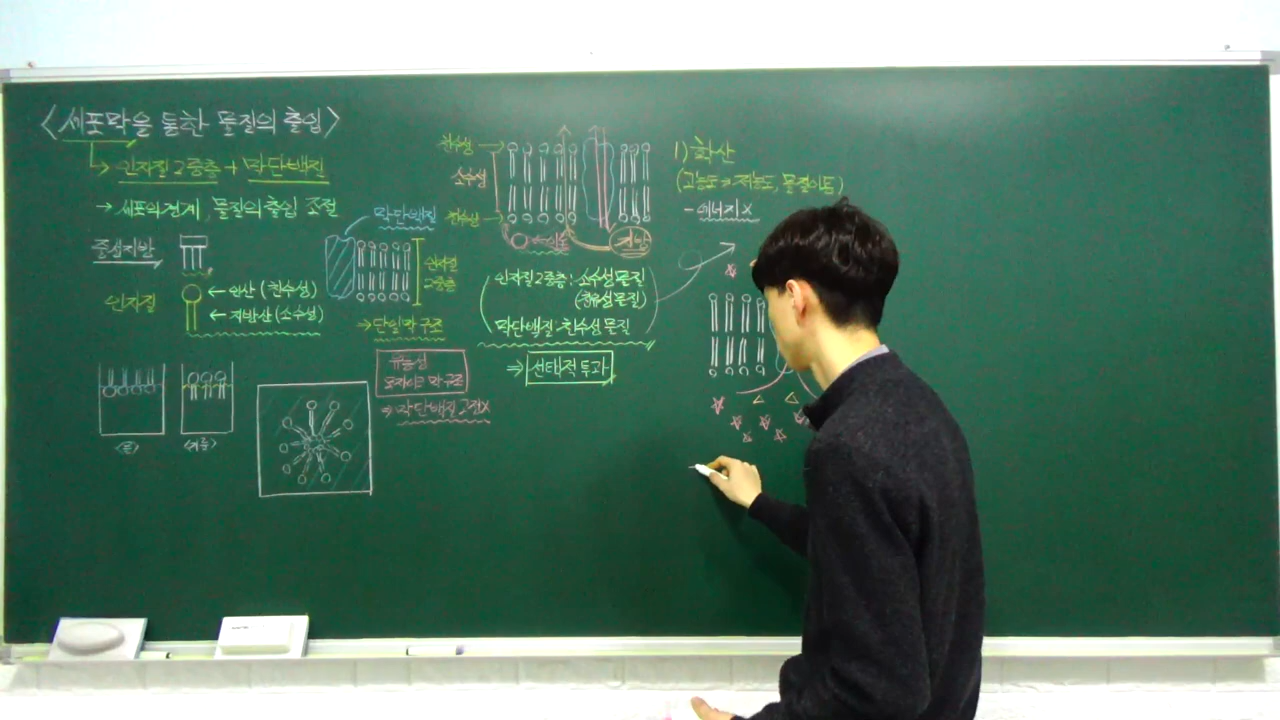 <세포막을 통한 물질의 출입>
→ 인지질 2중층 + 막단백질
→ 세포의 경계, 물질의 출입 조절
중성지방
인지질
← 인산 (친수성)
← 지방산 (소수성)
막단백질
인지질
2중층
⇒ 단일막 구조
유동성
모자이크 막 구조
⇒ 막단백질 고정X
<물>
<기름>
친수성
소수성
친수성
인지질 2중층 : 소수성 물질
(친유성 물질)
막단백질 : 친수성 물질
⇒ 선택적 투과
1) 확산
(고농도 → 저농도, 물질이동)
- 에너지 X